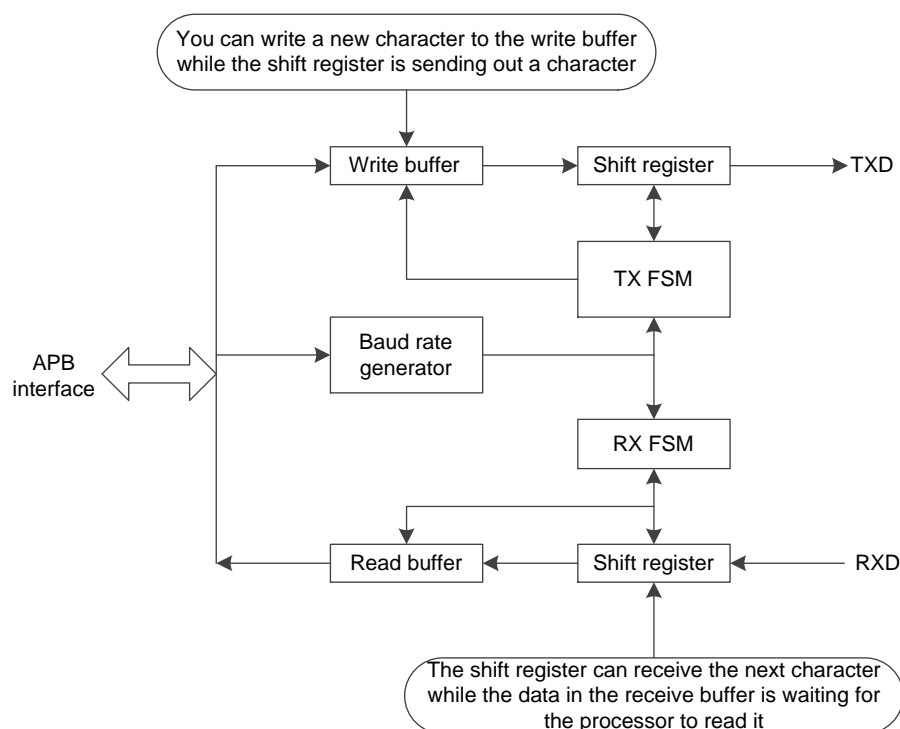 You can write a new character to the write buffer
while the shift register is sending out a character
Write buffer
Shift register
TXD
TX FSM
Baud rate
generator
APB
interface
RX FSM
Read buffer
Shift register
RXD
The shift register can receive the next character
while the data in the receive buffer is waiting for
the processor to read it